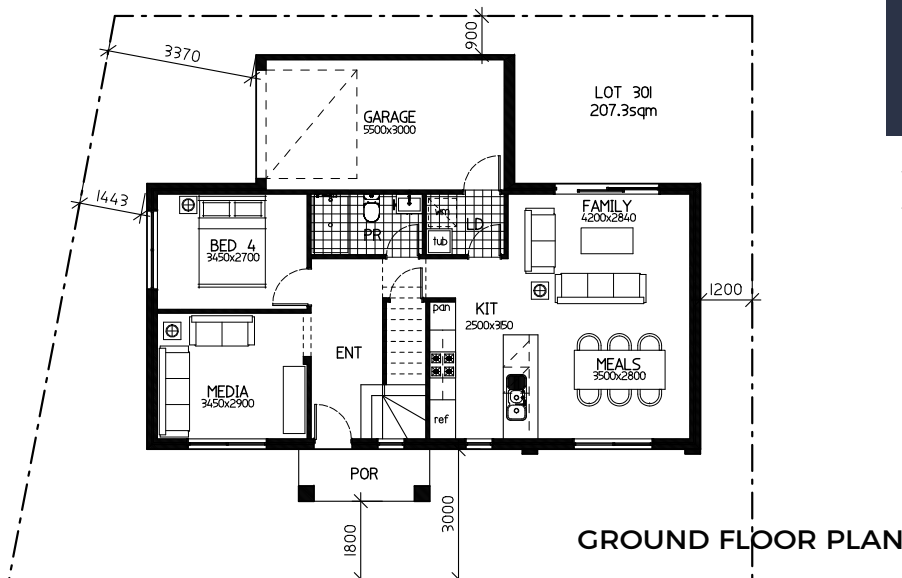 900
3370
LOT 301
207.3sqm
GARAGE
5500x3000
1443
FAMILY
4200x2840
wm
LD
PR
tub
BED 4
3450x2700
1200
pan
KIT
2500x3150
ENT
MEALS
3500x2800
MEDIA
3450x2900
ref
POR
1800
3000
GROUND FLOOR PLAN